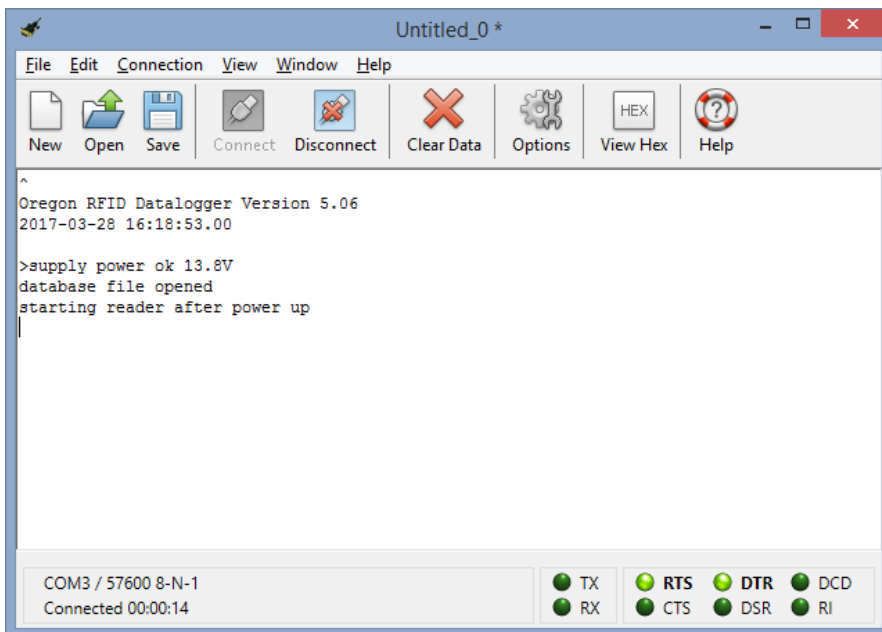 Untitled_0 *
File Edit Connection View Window Help
New Open Save Connect Disconnect Clear Data Options HEX View Hex ? Help
^
Oregon RFID Datalogger Version 5.06
2017-03-28 16:18:53.00
>supply power ok 13.8V
database file opened
starting reader after power up
COM3 / 57600 8-N-1
Connected 00:00:14
TX RTS DTR DCD
RX CTS DSR RI